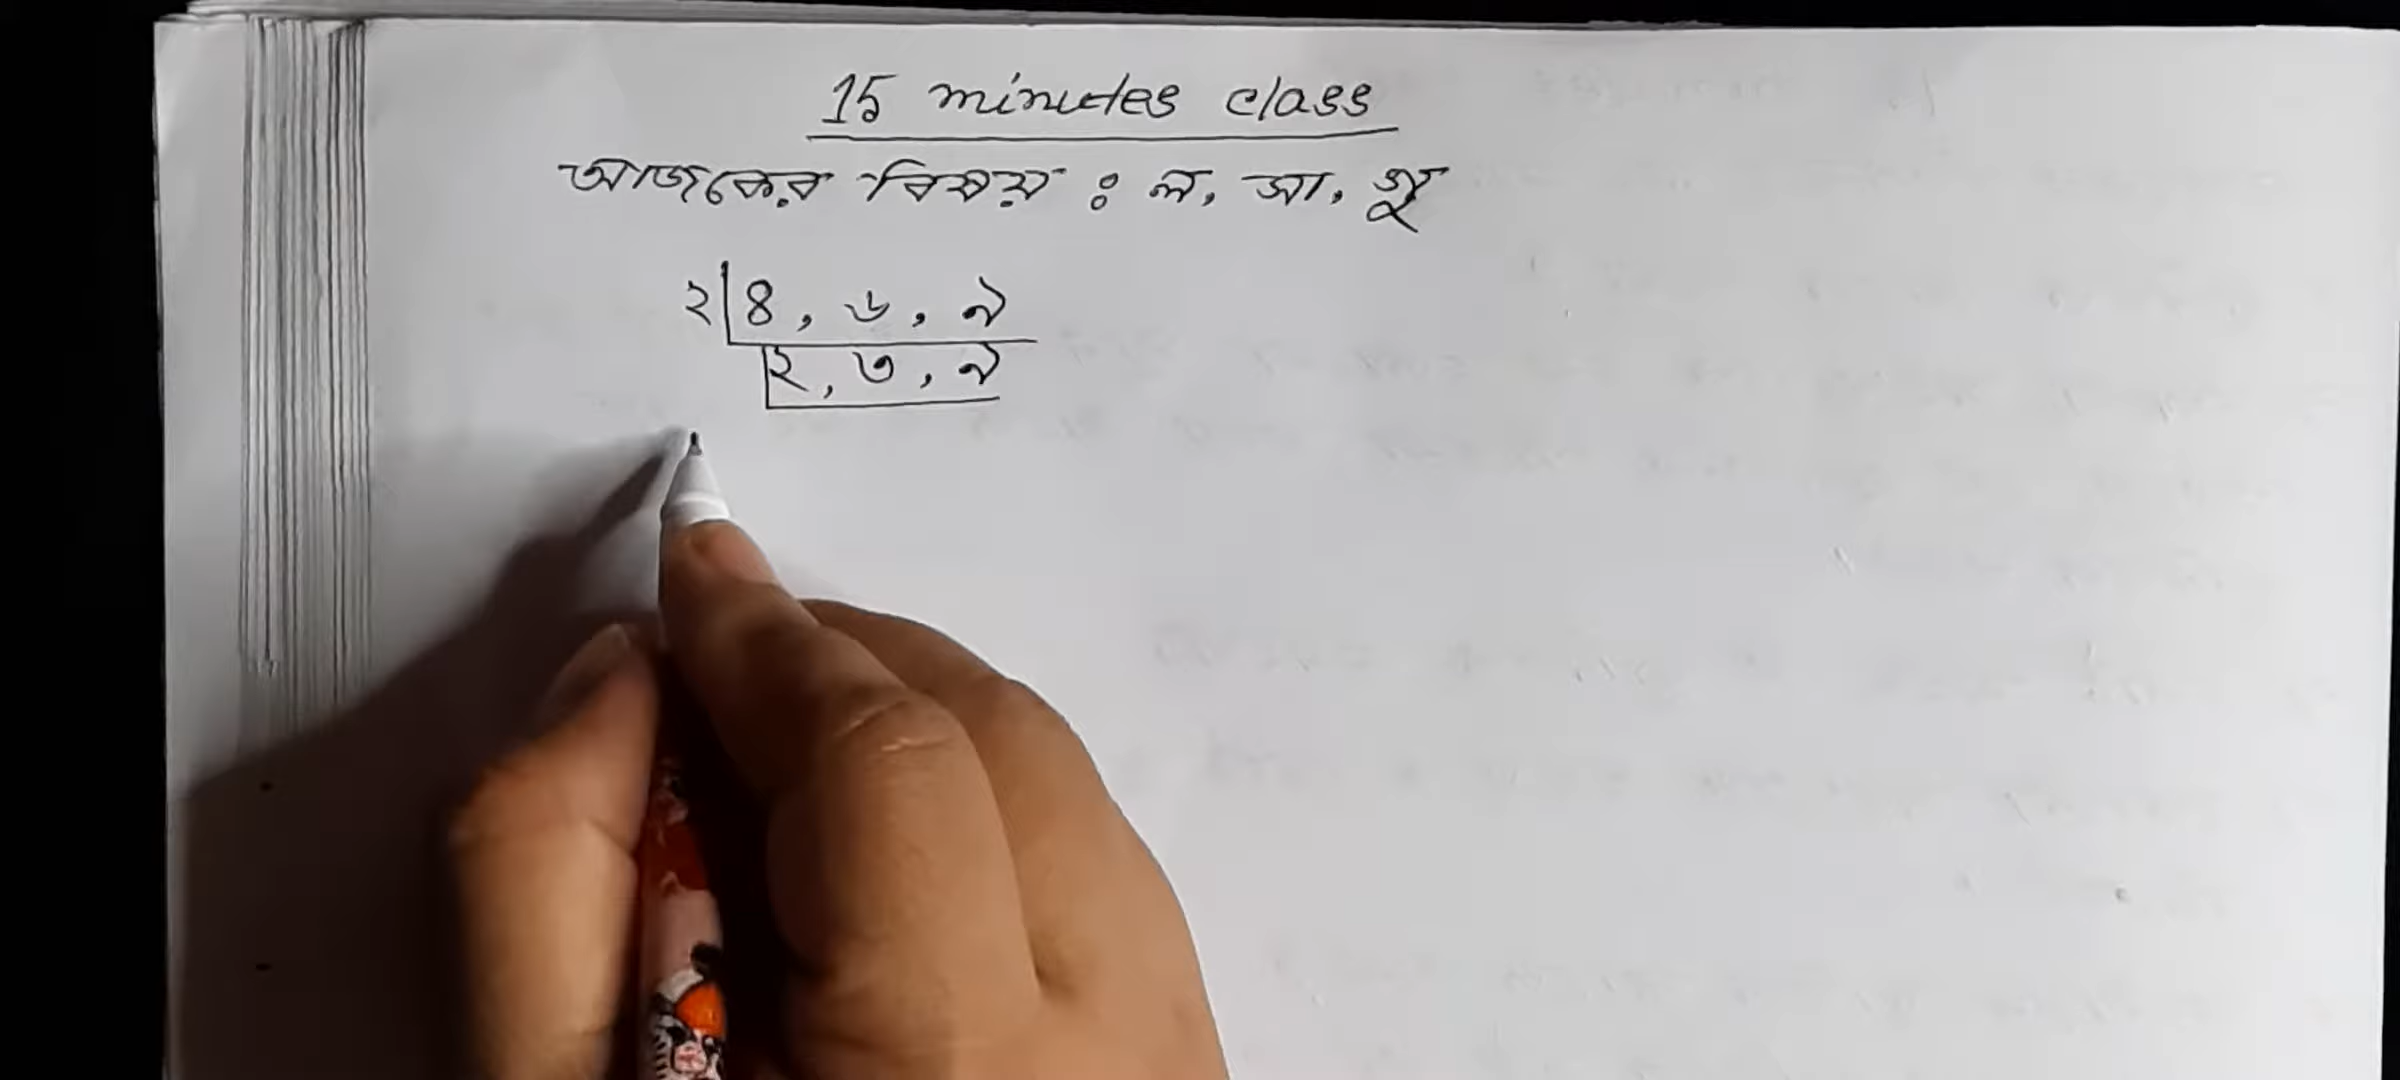 15 minutes class
আজকের বিষয় : ল, সা, গু
২|৪, ৬, ৯
২, ৩, ৯